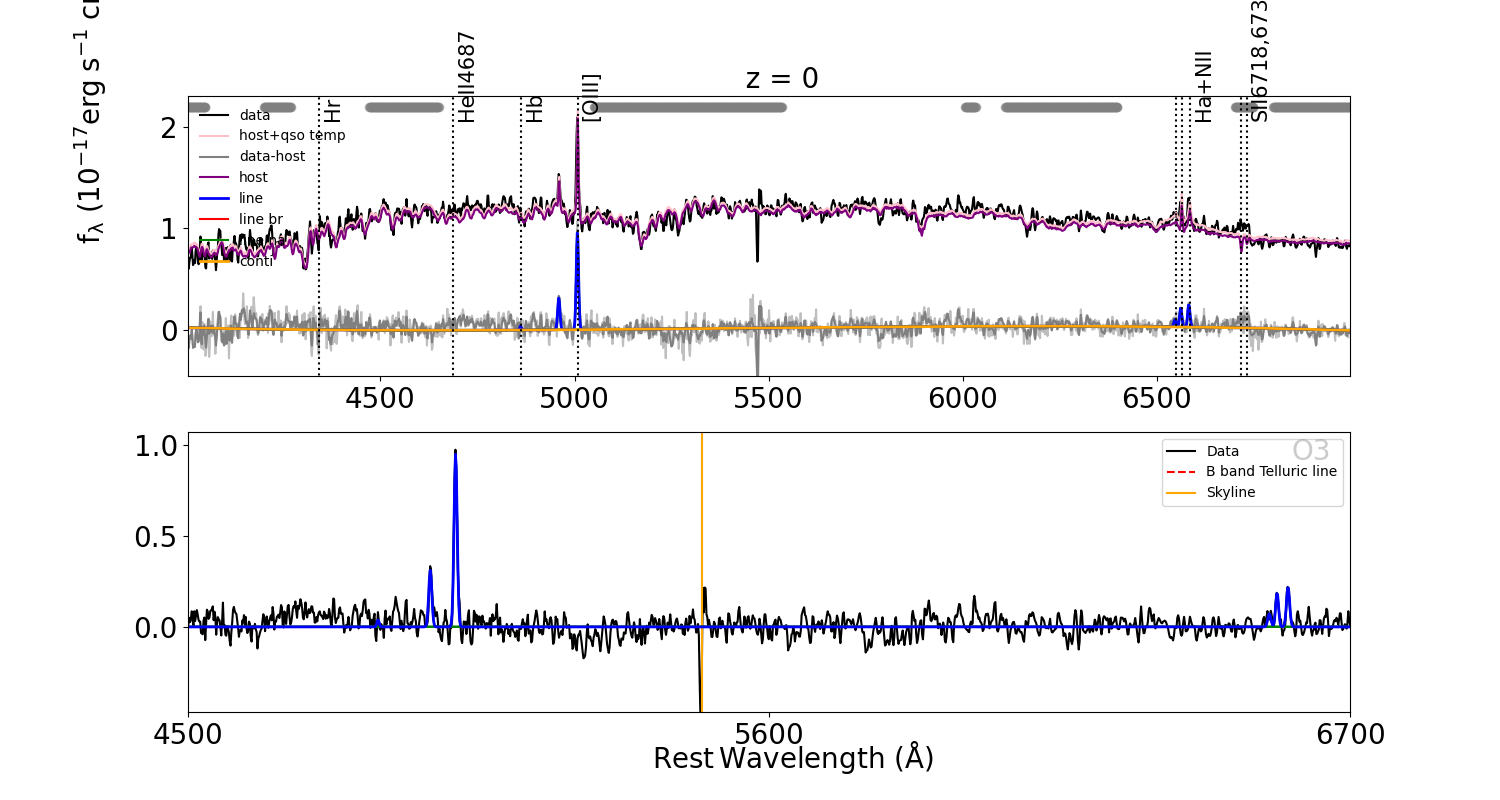 z = 0
f_λ (10^−17 erg s^−1 c
Hr
HeII4687
Hb
[OIII]
Ha+NII
SII6718,673
data
host+qso temp
data-host
host
line
line br
conti
2
1
0
4500 5000 5500 6000 6500
O3
Data
B band Telluric line
Skyline
1.0
0.5
0.0
4500 5600 6700
Rest Wavelength (Å)